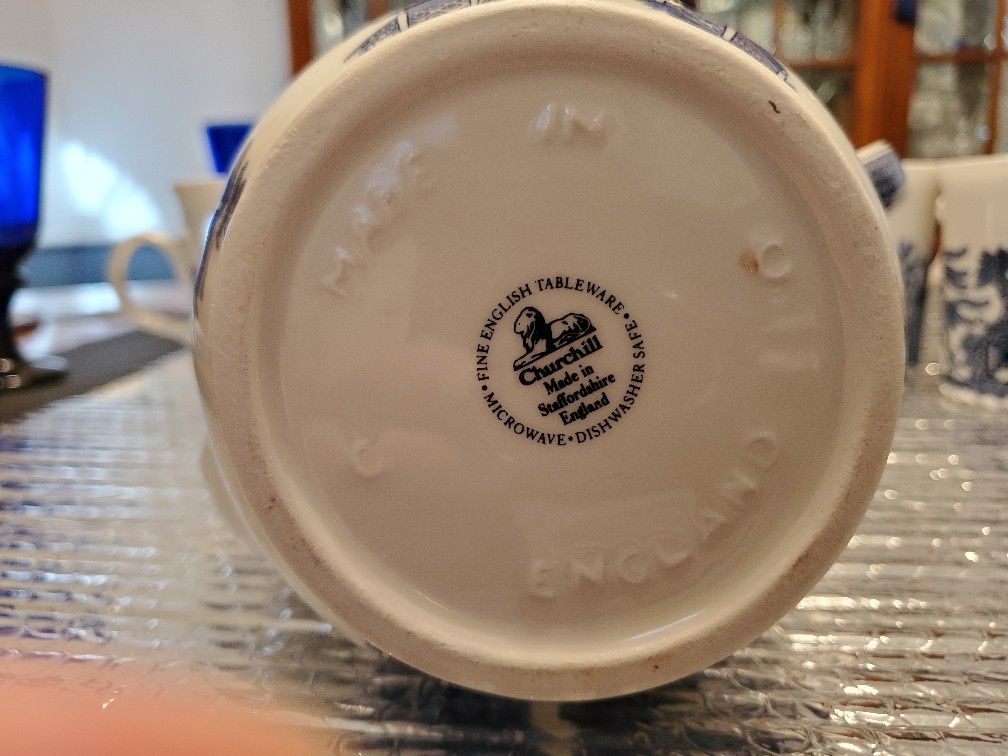 • FINE ENGLISH TABLEWARE •
Churchill
Made in
Staffordshire
England
MICROWAVE • DISHWASHER SAFE •
MADE IN
ENGLAND